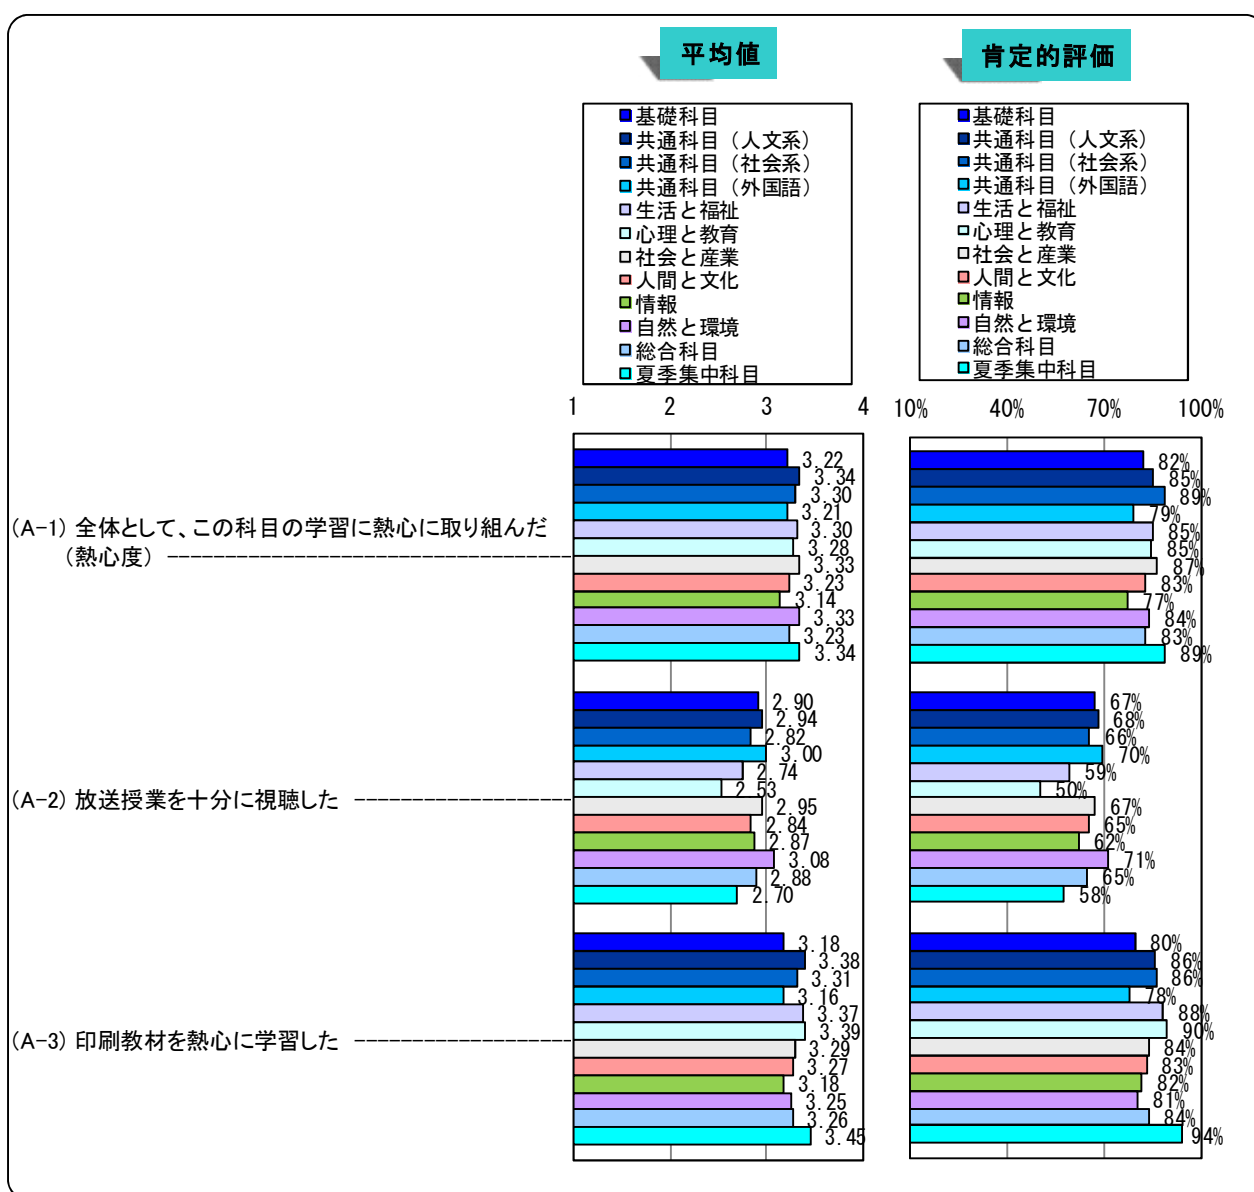 平均値
肯定的評価
基礎科目
共通科目（人文系）
共通科目（社会系）
共通科目（外国語）
生活と福祉
心理と教育
社会と産業
人間と文化
情報
自然と環境
総合科目
夏季集中科目
基礎科目
共通科目（人文系）
共通科目（社会系）
共通科目（外国語）
生活と福祉
心理と教育
社会と産業
人間と文化
情報
自然と環境
総合科目
夏季集中科目
1 2 3 4
10% 40% 70% 100%
(A-1) 全体として、この科目の学習に熱心に取り組んだ
（熱心度）
3.22
3.34
3.30
3.21
3.30
3.28
3.33
3.23
3.14
3.33
3.23
3.34
82%
85%
89%
79%
85%
85%
87%
83%
77%
84%
83%
89%
(A-2) 放送授業を十分に視聴した
2.90
2.94
2.82
3.00
2.74
2.53
2.95
2.84
2.87
3.08
2.88
2.70
67%
68%
66%
70%
59%
50%
67%
65%
62%
71%
65%
58%
(A-3) 印刷教材を熱心に学習した
3.18
3.38
3.31
3.16
3.37
3.39
3.29
3.27
3.18
3.25
3.26
3.45
80%
86%
86%
78%
88%
90%
84%
83%
82%
81%
84%
94%